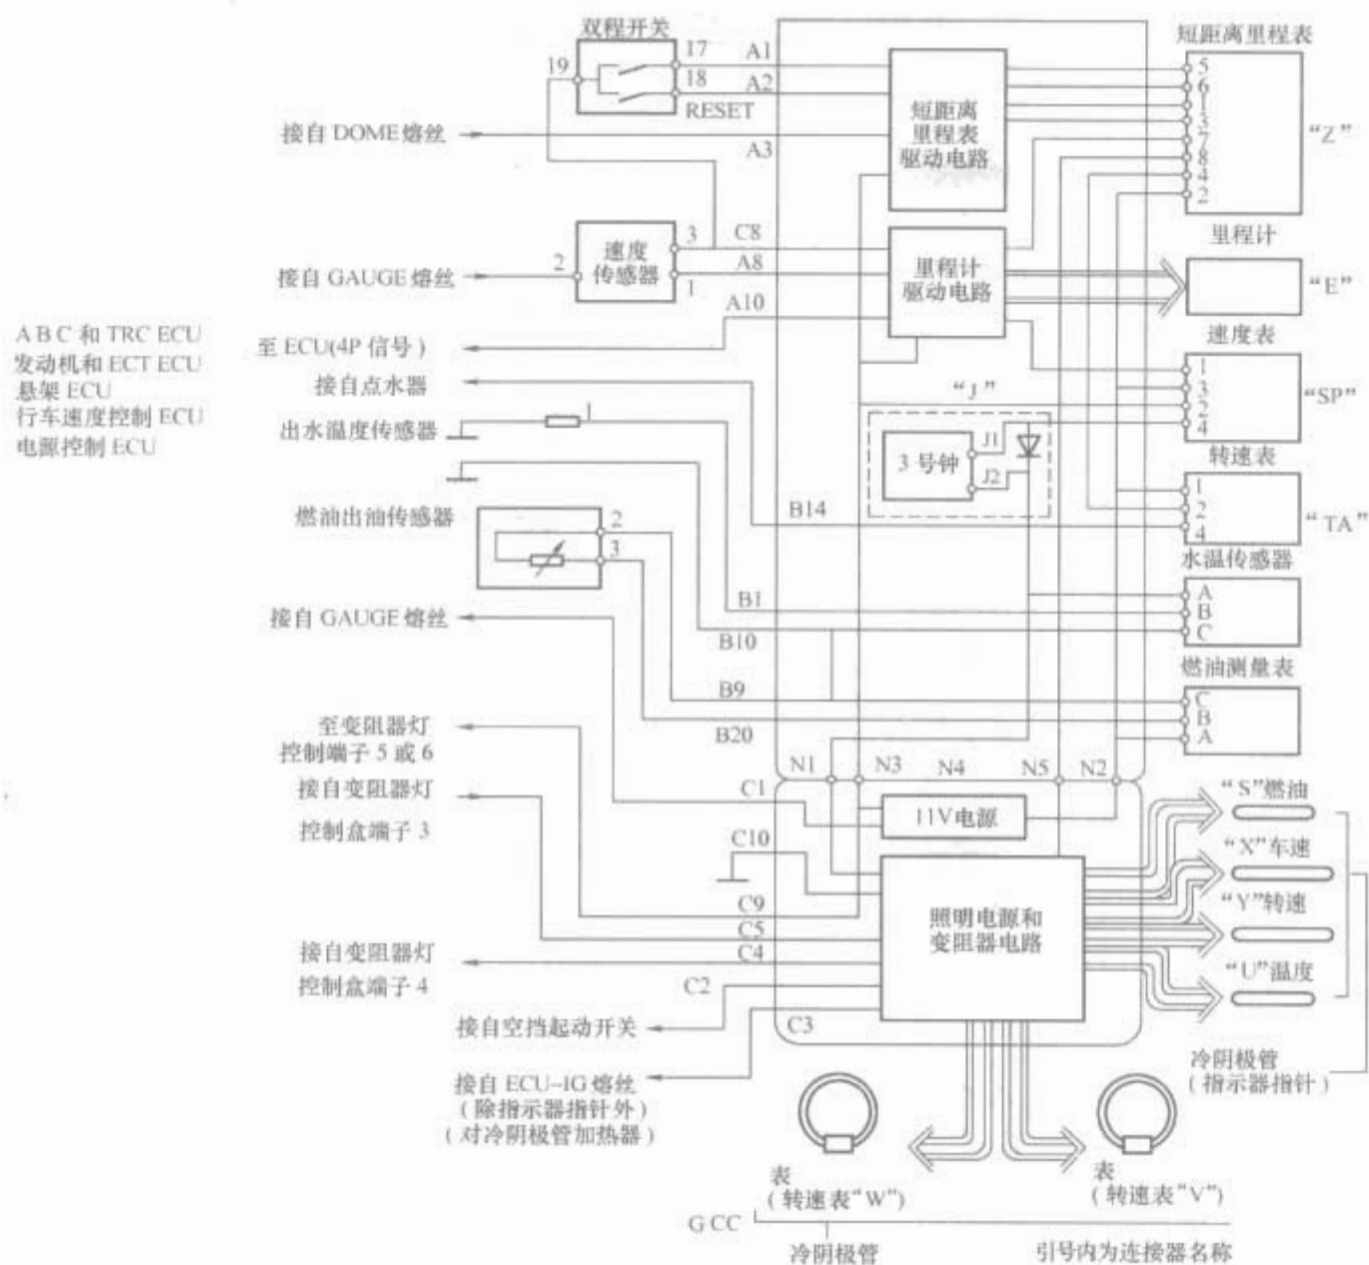 双程开关
19
17
18
RESET
A1
A2
接自 DOME 熔丝
A3
短距离
里程表
驱动电路
短距离里程表
5
6
1
3
7
8
4
2
“Z”
接自 GAUGE 熔丝
2
速度
传感器
3
1
C8
A8
A10
里程计
驱动电路
里程计
“E”
A B C 和 TRC ECU
发动机和 ECT ECU
悬架 ECU
行车速度控制 ECU
电源控制 ECU
至 ECU(4P 信号)
接自点水器
出水温度传感器
1
速度表
1
3
2
4
“SP”
“J”
3 号钟
J1
J2
转速表
1
2
4
“TA”
燃油出油传感器
2
3
B14
水温传感器
A
B
C
接自 GAUGE 熔丝
B1
B10
B9
B20
燃油测量表
C
B
A
至变阻器灯
控制端子 5 或 6
接自变阻器灯
控制盒端子 3
N1
N3
N4
N5
N2
C1
11V电源
C10
C9
C5
C4
C2
C3
照明电源和
变阻器电路
接自变阻器灯
控制盒端子 4
接自空挡起动开关
接自 ECU-IG 熔丝
(除指示器指针外)
(对冷阴极管加热器)
“S”燃油
“X”车速
“Y”转速
“U”温度
冷阴极管
(指示器指针)
表
(转速表“W”)
表
(转速表“V”)
G CC
冷阴极管
引号内为连接器名称